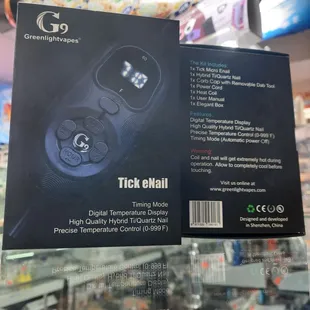 G9
Greenlightvapes
G9
Tick eNail
Timing Mode
Digital Temperature Display
High Quality Hybrid Ti/Quartz Nail
Precise Temperature Control (0-999 F)
The Kit Includes:
1x Tick Micro Enail
1x Hybrid Ti/Quartz Nail
1x Carb Cap with Removable Dab Tool
1x Power Cord
1x Heat Coil
1x User Manual
1x Elegant Box
Features:
Digital Temperature Display
High Quality Hybrid Ti/Quartz Nail
Precise Temperature Control (0-999 F)
Timing Mode (Automatic power Off)
Warning:
Coil and nail will get extremely hot during
operation. Allow to cool before handling.
Visit us online at
www.greenlightvapes.com
Designed and developed
in Shenzhen, China